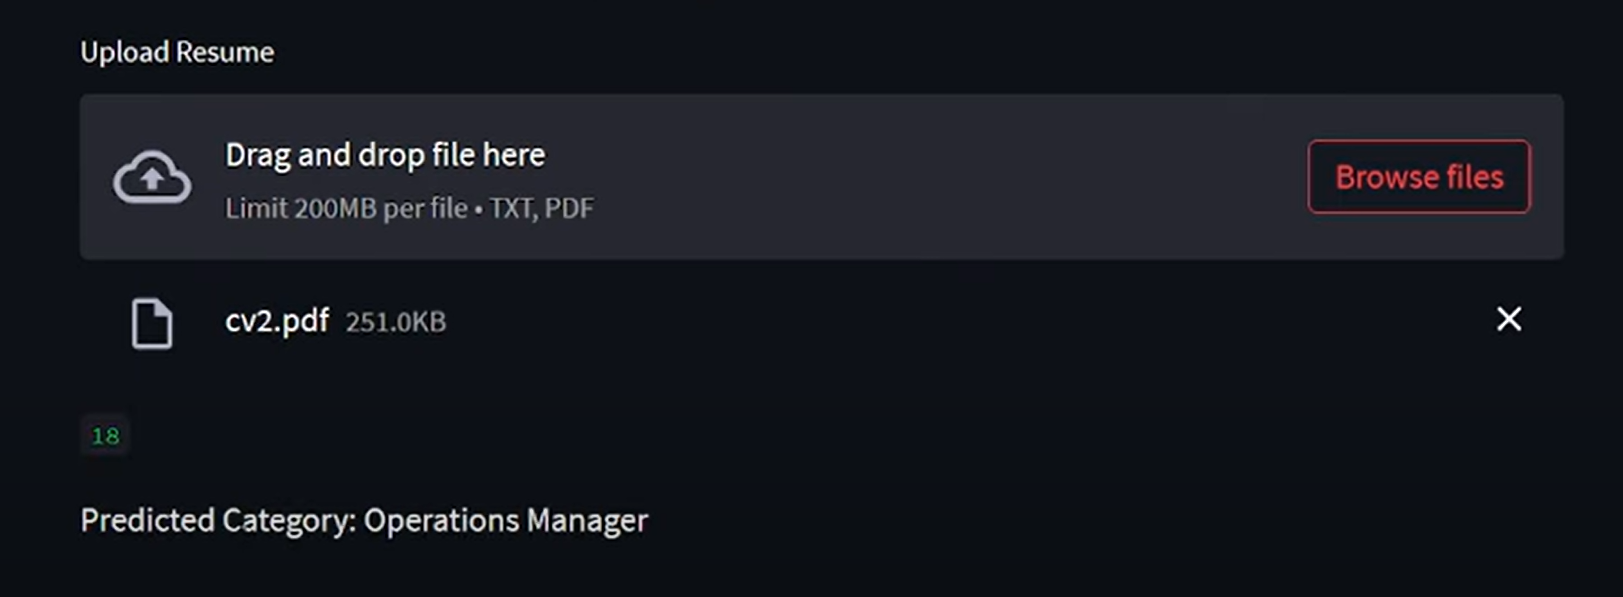 Upload Resume
Drag and drop file here
Limit 200MB per file • TXT, PDF
Browse files
cv2.pdf 251.0KB
18
Predicted Category: Operations Manager